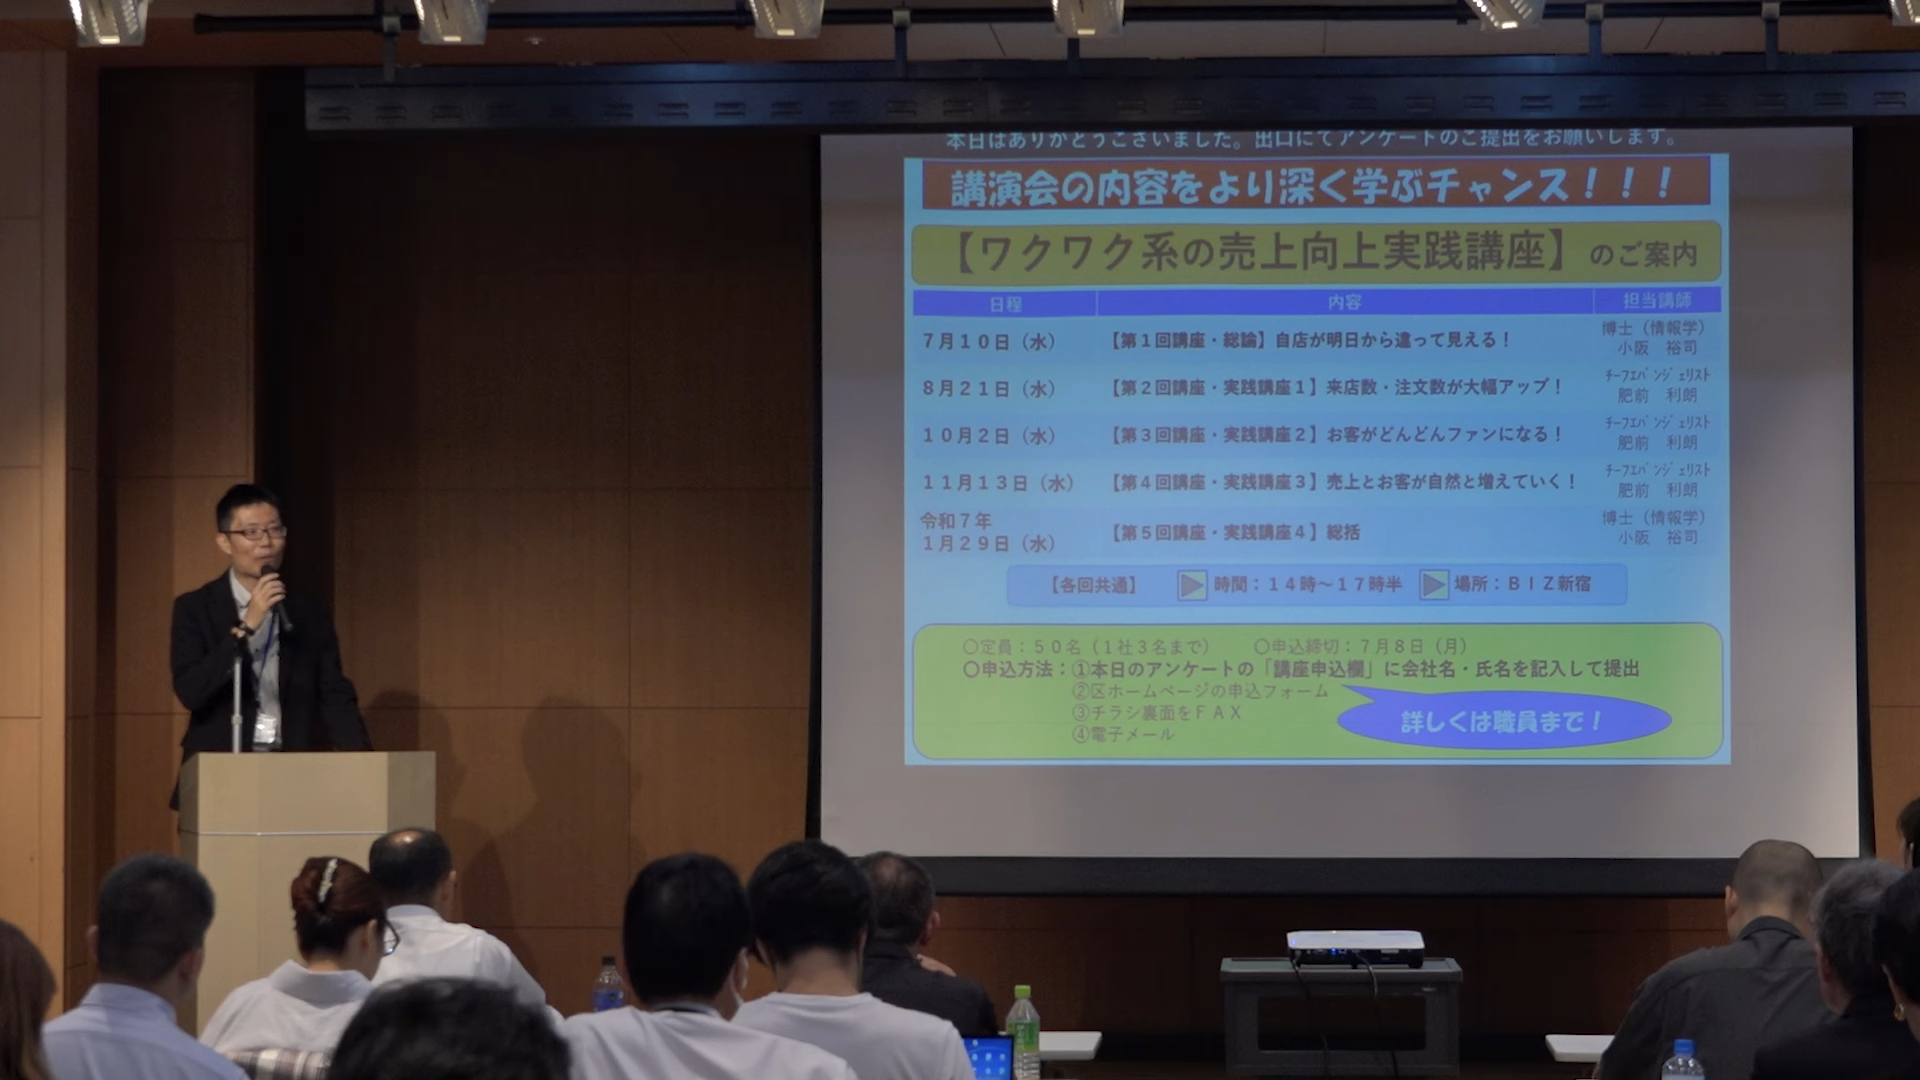 本日はありがとうございました。出口にてアンケートのご提出をお願いします。
講演会の内容をより深く学ぶチャンス！！！
【ワクワク系の売上向上実践講座】のご案内
日程 内容 担当講師
7月10日（水） 【第1回講座・総論】自店が明日から違って見える！ 博士（情報学） 小阪　裕司
8月21日（水） 【第2回講座・実践講座1】来店数・注文数が大幅アップ！ ﾁｰﾌｴﾊﾞﾝｼﾞｪﾘｽﾄ 肥前　利朗
10月2日（水） 【第3回講座・実践講座2】お客がどんどんファンになる！ ﾁｰﾌｴﾊﾞﾝｼﾞｪﾘｽﾄ 肥前　利朗
11月13日（水） 【第4回講座・実践講座3】売上とお客が自然と増えていく！ ﾁｰﾌｴﾊﾞﾝｼﾞｪﾘｽﾄ 肥前　利朗
令和7年 1月29日（水） 【第5回講座・実践講座4】総括 博士（情報学） 小阪　裕司
【各回共通】 時間：14時～17時半 場所：BIZ新宿
〇定員：50名（1社3名まで） 〇申込締切：7月8日（月）
〇申込方法：①本日のアンケートの「講座申込欄」に会社名・氏名を記入して提出
②区ホームページの申込フォーム
③チラシ裏面をFAX
④電子メール
詳しくは職員まで！